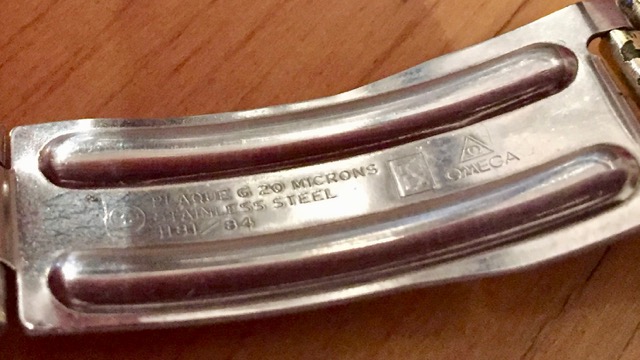 PLAQUE G 20 MICRONS
STAINLESS STEEL
1181/84
OMEGA